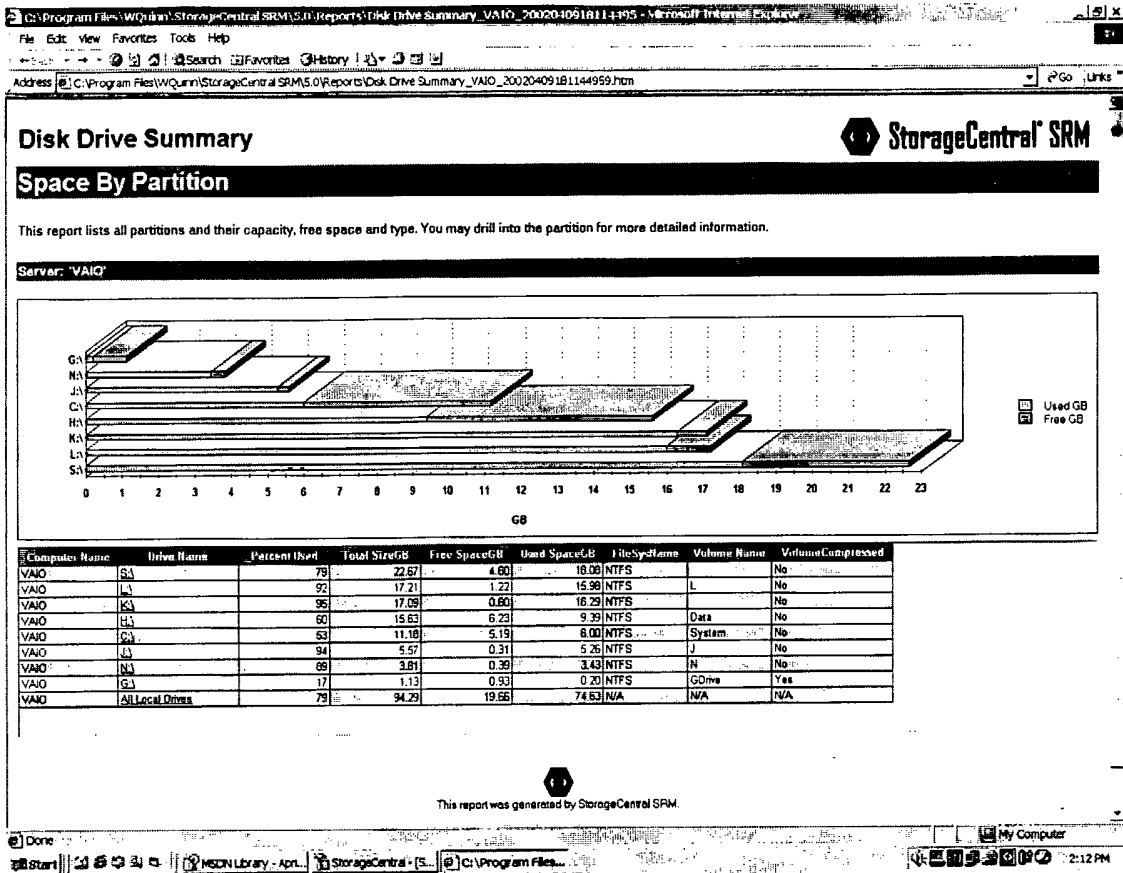 C:\Program Files\WQuinn\StorageCentral SRM\5.0\Reports\Disk Drive Summary_VAIO_20020409181144495 - Microsoft Internet Explorer
File Edit View Favorites Tools Help
Search Favorites History
Address C:\Program Files\WQuinn\StorageCentral SRM\5.0\Reports\Disk Drive Summary_VAIO_20020409181144959.htm Go Links
Disk Drive Summary
StorageCentral SRM
Space By Partition
This report lists all partitions and their capacity, free space and type. You may drill into the partition for more detailed information.
Server: 'VAIO'
G:\
N:\
J:\
C:\
H:\
K:\
L:\
S:\
Used GB
Free GB
0 1 2 3 4 5 6 7 8 9 10 11 12 13 14 15 16 17 18 19 20 21 22 23
GB
Computer Name Drive Name Percent Used Total SizeGB Free SpaceGB Used SpaceGB FileSysName Volume Name VolumeCompressed
VAIO S:\ 79 22.67 4.60 18.08 NTFS No
VAIO L:\ 92 17.21 1.22 15.98 NTFS L No
VAIO K:\ 95 17.09 0.80 16.29 NTFS No
VAIO H:\ 60 15.63 6.23 9.39 NTFS Data No
VAIO C:\ 53 11.18 5.19 6.00 NTFS System No
VAIO J:\ 94 5.57 0.31 5.26 NTFS J No
VAIO N:\ 89 3.81 0.39 3.43 NTFS N No
VAIO G:\ 17 1.13 0.93 0.20 NTFS GDrive Yes
VAIO All Local Drives 79 94.29 19.66 74.63 N/A N/A N/A
This report was generated by StorageCentral SRM.
Done My Computer
Start MSDN Library - Apri... StorageCentral - [S... C:\Program Files... 2:12 PM